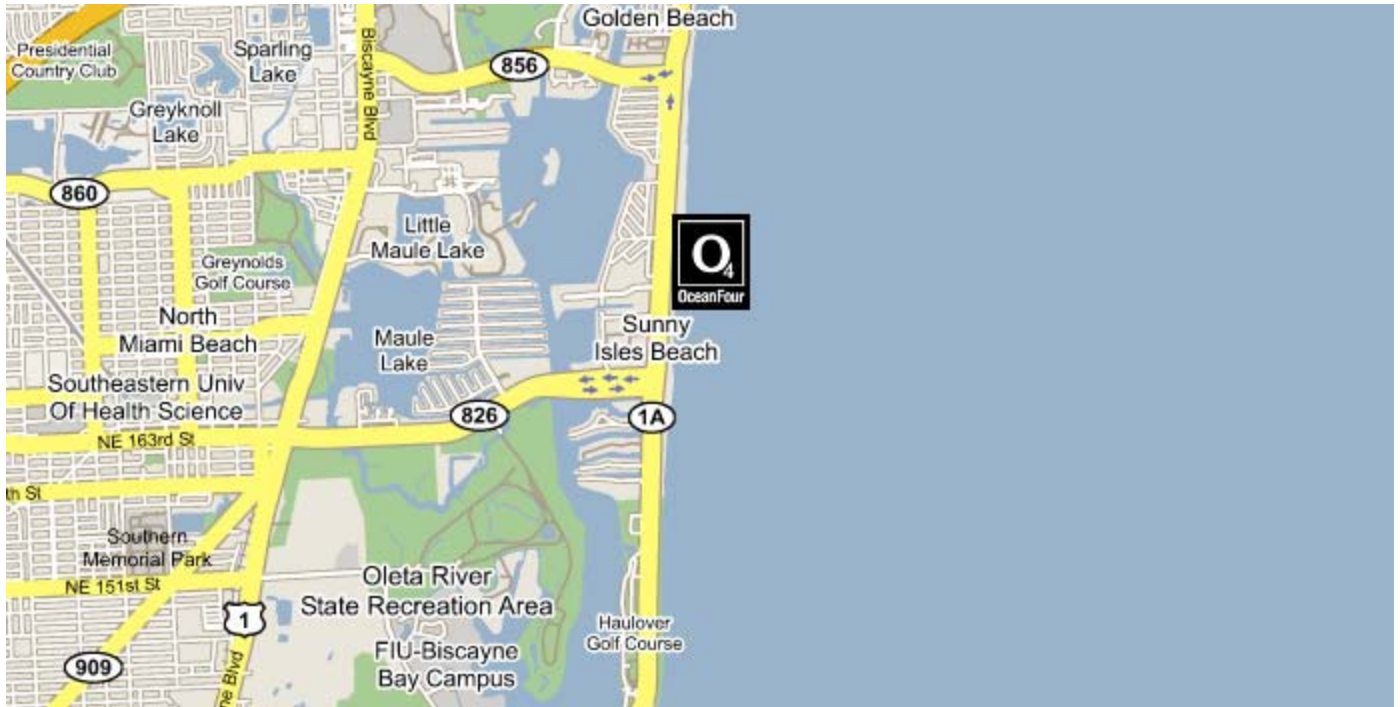 Golden Beach
Presidential
Country Club
Sparling
Lake
Biscayne Blvd
856
Greyknoll
Lake
860
Little
Maule Lake
O4
OceanFour
Greynolds
Golf Course
North
Miami Beach
Maule
Lake
Sunny
Isles Beach
Southeastern Univ
Of Health Science
826
1A
NE 163rd St
th St
Southern
Memorial Park
NE 151st St
Oleta River
State Recreation Area
1
Haulover
Golf Course
FIU-Biscayne
Bay Campus
909
ne Blvd